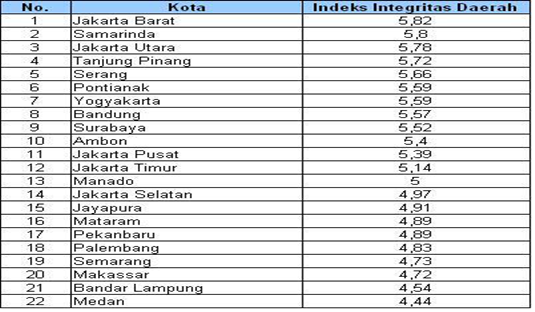 No. Kota Indeks Integritas Daerah
1 Jakarta Barat 5,82
2 Samarinda 5,8
3 Jakarta Utara 5,78
4 Tanjung Pinang 5,72
5 Serang 5,66
6 Pontianak 5,59
7 Yogyakarta 5,59
8 Bandung 5,57
9 Surabaya 5,52
10 Ambon 5,4
11 Jakarta Pusat 5,39
12 Jakarta Timur 5,14
13 Manado 5
14 Jakarta Selatan 4,97
15 Jayapura 4,91
16 Mataram 4,89
17 Pekanbaru 4,89
18 Palembang 4,83
19 Semarang 4,73
20 Makassar 4,72
21 Bandar Lampung 4,54
22 Medan 4,44